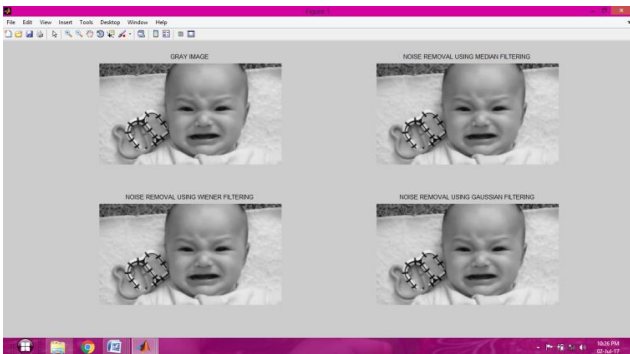 Figure 1
File Edit View Insert Tools Desktop Window Help
GRAY IMAGE
NOISE REMOVAL USING MEDIAN FILTERING
NOISE REMOVAL USING WIENER FILTERING
NOISE REMOVAL USING GAUSSIAN FILTERING
10:26 PM
02-Jul-17